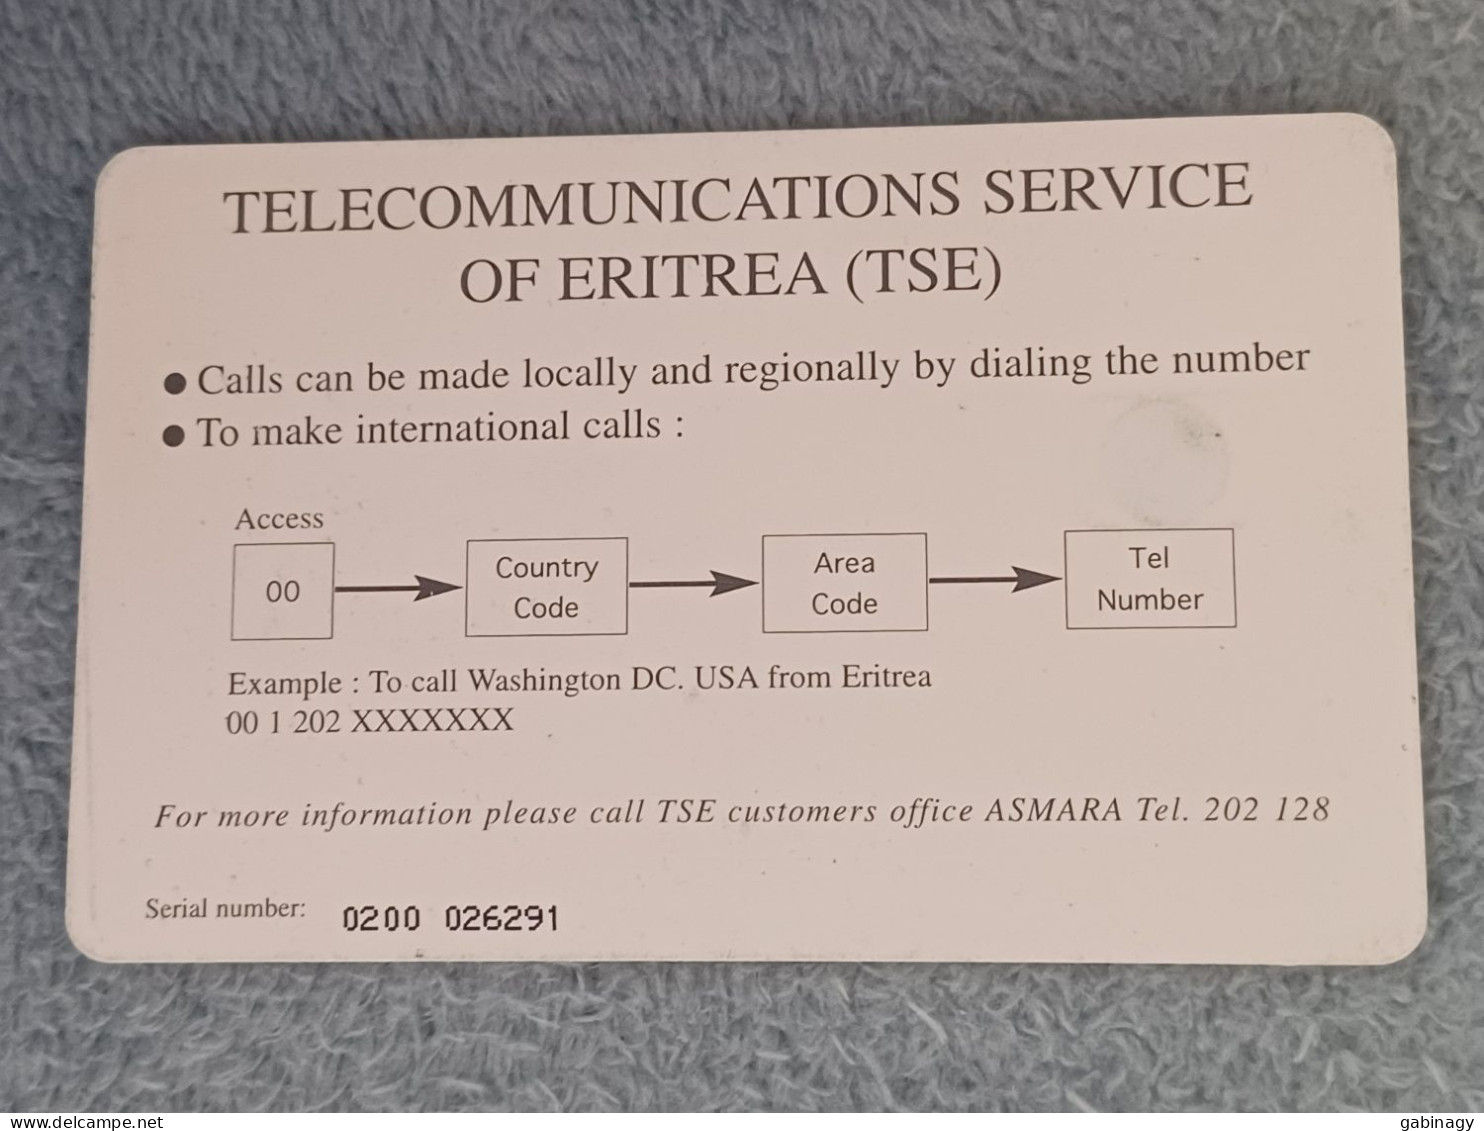 TELECOMMUNICATIONS SERVICE
OF ERITREA (TSE)
● Calls can be made locally and regionally by dialing the number
● To make international calls :
Access
00
Country
Code
Area
Code
Tel
Number
Example : To call Washington DC. USA from Eritrea
00 1 202 XXXXXXX
For more information please call TSE customers office ASMARA Tel. 202 128
Serial number: 0200 026291
www.delcampe.net
gabinagy